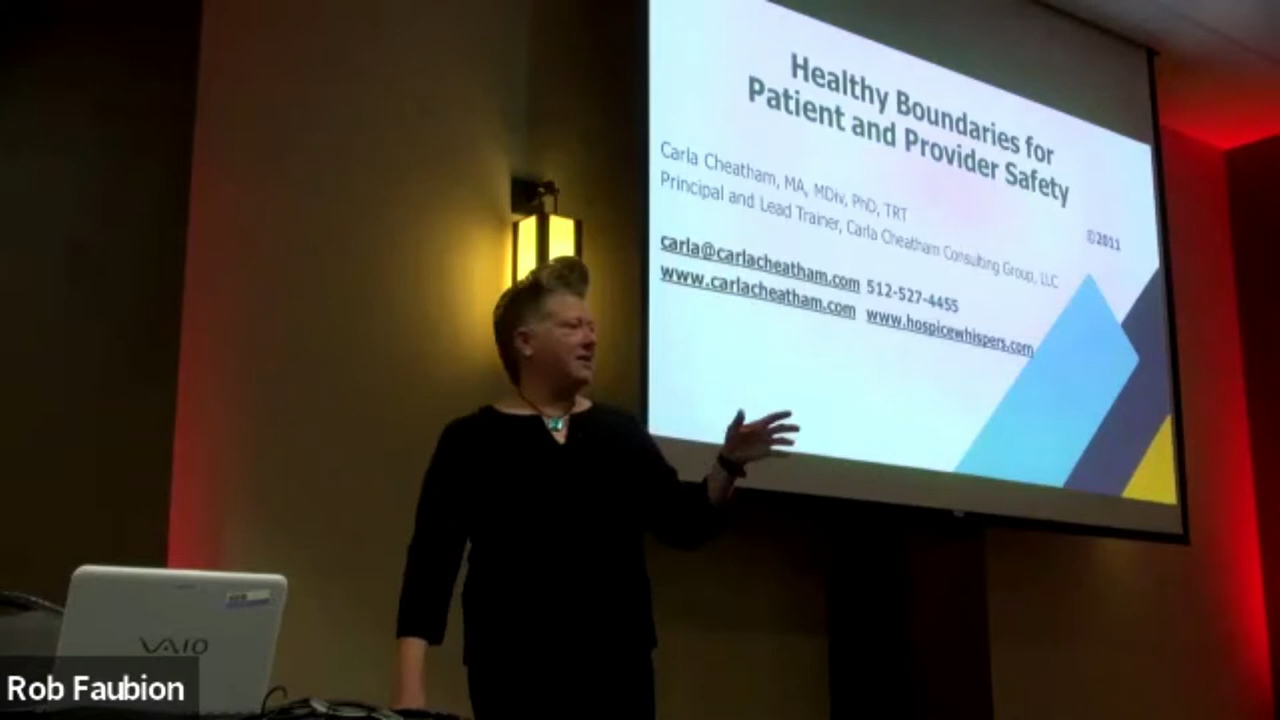 Healthy Boundaries for
Patient and Provider Safety
Carla Cheatham, MA, MDiv, PhD, TRT
Principal and Lead Trainer, Carla Cheatham Consulting Group, LLC
©2011
carla@carlacheatham.com 512-527-4455
www.carlacheatham.com www.hospicewhispers.com
VAIO
Rob Faubion